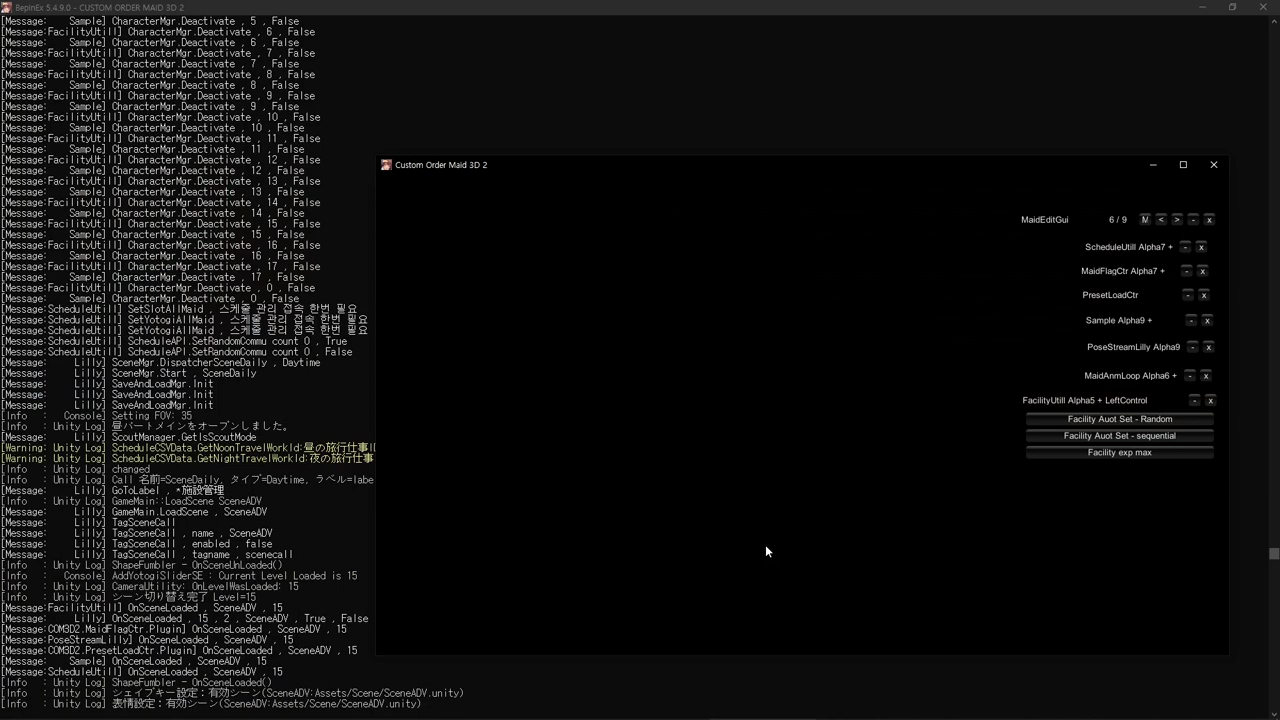 BepInEx 5.4.9.0 - CUSTOM ORDER MAID 3D 2
[Message:    Sample] CharacterMgr.Deactivate , 5 , False
[Message:FacilityUtill] CharacterMgr.Deactivate , 6 , False
[Message:    Sample] CharacterMgr.Deactivate , 6 , False
[Message:FacilityUtill] CharacterMgr.Deactivate , 7 , False
[Message:    Sample] CharacterMgr.Deactivate , 7 , False
[Message:FacilityUtill] CharacterMgr.Deactivate , 8 , False
[Message:    Sample] CharacterMgr.Deactivate , 8 , False
[Message:FacilityUtill] CharacterMgr.Deactivate , 9 , False
[Message:    Sample] CharacterMgr.Deactivate , 9 , False
[Message:FacilityUtill] CharacterMgr.Deactivate , 10 , False
[Message:    Sample] CharacterMgr.Deactivate , 10 , False
[Message:FacilityUtill] CharacterMgr.Deactivate , 11 , False
[Message:    Sample] CharacterMgr.Deactivate , 11 , False
[Message:FacilityUtill] CharacterMgr.Deactivate , 12 , False
[Message:    Sample] CharacterMgr.Deactivate , 12 , False
[Message:FacilityUtill] CharacterMgr.Deactivate , 13 , False
[Message:    Sample] CharacterMgr.Deactivate , 13 , False
[Message:FacilityUtill] CharacterMgr.Deactivate , 14 , False
[Message:    Sample] CharacterMgr.Deactivate , 14 , False
[Message:FacilityUtill] CharacterMgr.Deactivate , 15 , False
[Message:    Sample] CharacterMgr.Deactivate , 15 , False
[Message:FacilityUtill] CharacterMgr.Deactivate , 16 , False
[Message:    Sample] CharacterMgr.Deactivate , 16 , False
[Message:FacilityUtill] CharacterMgr.Deactivate , 17 , False
[Message:    Sample] CharacterMgr.Deactivate , 17 , False
[Message:FacilityUtill] CharacterMgr.Deactivate , 0 , False
[Message:    Sample] CharacterMgr.Deactivate , 0 , False
[Message:ScheduleUtill] SetSlotAllMaid , 스케줄 관리 접속 한번 필요
[Message:ScheduleUtill] SetYotogiAllMaid , 스케줄 관리 접속 한번 필요
[Message:ScheduleUtill] SetYotogiAllMaid , 스케줄 관리 접속 한번 필요
[Message:ScheduleUtill] ScheduleAPI.SetRandomCommu count 0 , True
[Message:ScheduleUtill] ScheduleAPI.SetRandomCommu count 0 , False
[Message:     Lilly] SceneMgr.DispatcherSceneDaily , Daytime
[Message:     Lilly] SceneMgr.Start , SceneDaily
[Message:     Lilly] SaveAndLoadMgr.Init
[Message:     Lilly] SaveAndLoadMgr.Init
[Message:     Lilly] SaveAndLoadMgr.Init
[Info   :   Console] Setting FOV: 35
[Info   : Unity Log] 昼パートメインをオープンしました。
[Message:     Lilly] ScoutManager.GetIsScoutMode
[Warning: Unity Log] ScheduleCSVData.GetNoonTravelWorkId:昼の旅行仕事I
[Warning: Unity Log] ScheduleCSVData.GetNightTravelWorkId:夜の旅行仕事
[Info   : Unity Log] changed
[Info   : Unity Log] Call 名前=SceneDaily, タイプ=Daytime, ラベル=labe
[Message:     Lilly] GoToLabel , *施設管理
[Info   : Unity Log] GameMain::LoadScene SceneADV
[Message:     Lilly] GameMain.LoadScene , SceneADV
[Message:     Lilly] TagSceneCall
[Message:     Lilly] TagSceneCall , name , SceneADV
[Message:     Lilly] TagSceneCall , enabled , false
[Message:     Lilly] TagSceneCall , tagname , scenecall
[Info   : Unity Log] ShapeFumbler - OnSceneUnLoaded()
[Info   :   Console] AddYotogiSliderSE : Current Level Loaded is 15
[Info   : Unity Log] CameraUtility: OnLevelWasLoaded: 15
[Info   : Unity Log] シーン切り替え完了 Level=15
[Message:FacilityUtill] OnSceneLoaded , SceneADV , 15
[Message:     Lilly] OnSceneLoaded , 15 , 2 , SceneADV , True , False
[Message:COM3D2.MaidFlagCtr.Plugin] OnSceneLoaded , SceneADV , 15
[Message:PoseStreamLilly] OnSceneLoaded , SceneADV , 15
[Message:COM3D2.PresetLoadCtr.Plugin] OnSceneLoaded , SceneADV , 15
[Message:    Sample] OnSceneLoaded , SceneADV , 15
[Message:ScheduleUtill] OnSceneLoaded , SceneADV , 15
[Info   : Unity Log] ShapeFumbler - OnSceneLoaded()
[Info   : Unity Log] シェイプキー設定：有効シーン(SceneADV:Assets/Scene/SceneADV.unity)
[Info   : Unity Log] 表情設定：有効シーン(SceneADV:Assets/Scene/SceneADV.unity)
Custom Order Maid 3D 2
MaidEditGui 6 / 9 M < > - x
ScheduleUtill Alpha7 + - x
MaidFlagCtr Alpha7 + - x
PresetLoadCtr - x
Sample Alpha9 + - x
PoseStreamLilly Alpha9 - x
MaidAnmLoop Alpha6 + - x
FacilityUtill Alpha5 + LeftControl - x
Facility Auot Set - Random
Facility Auot Set - sequential
Facility exp max